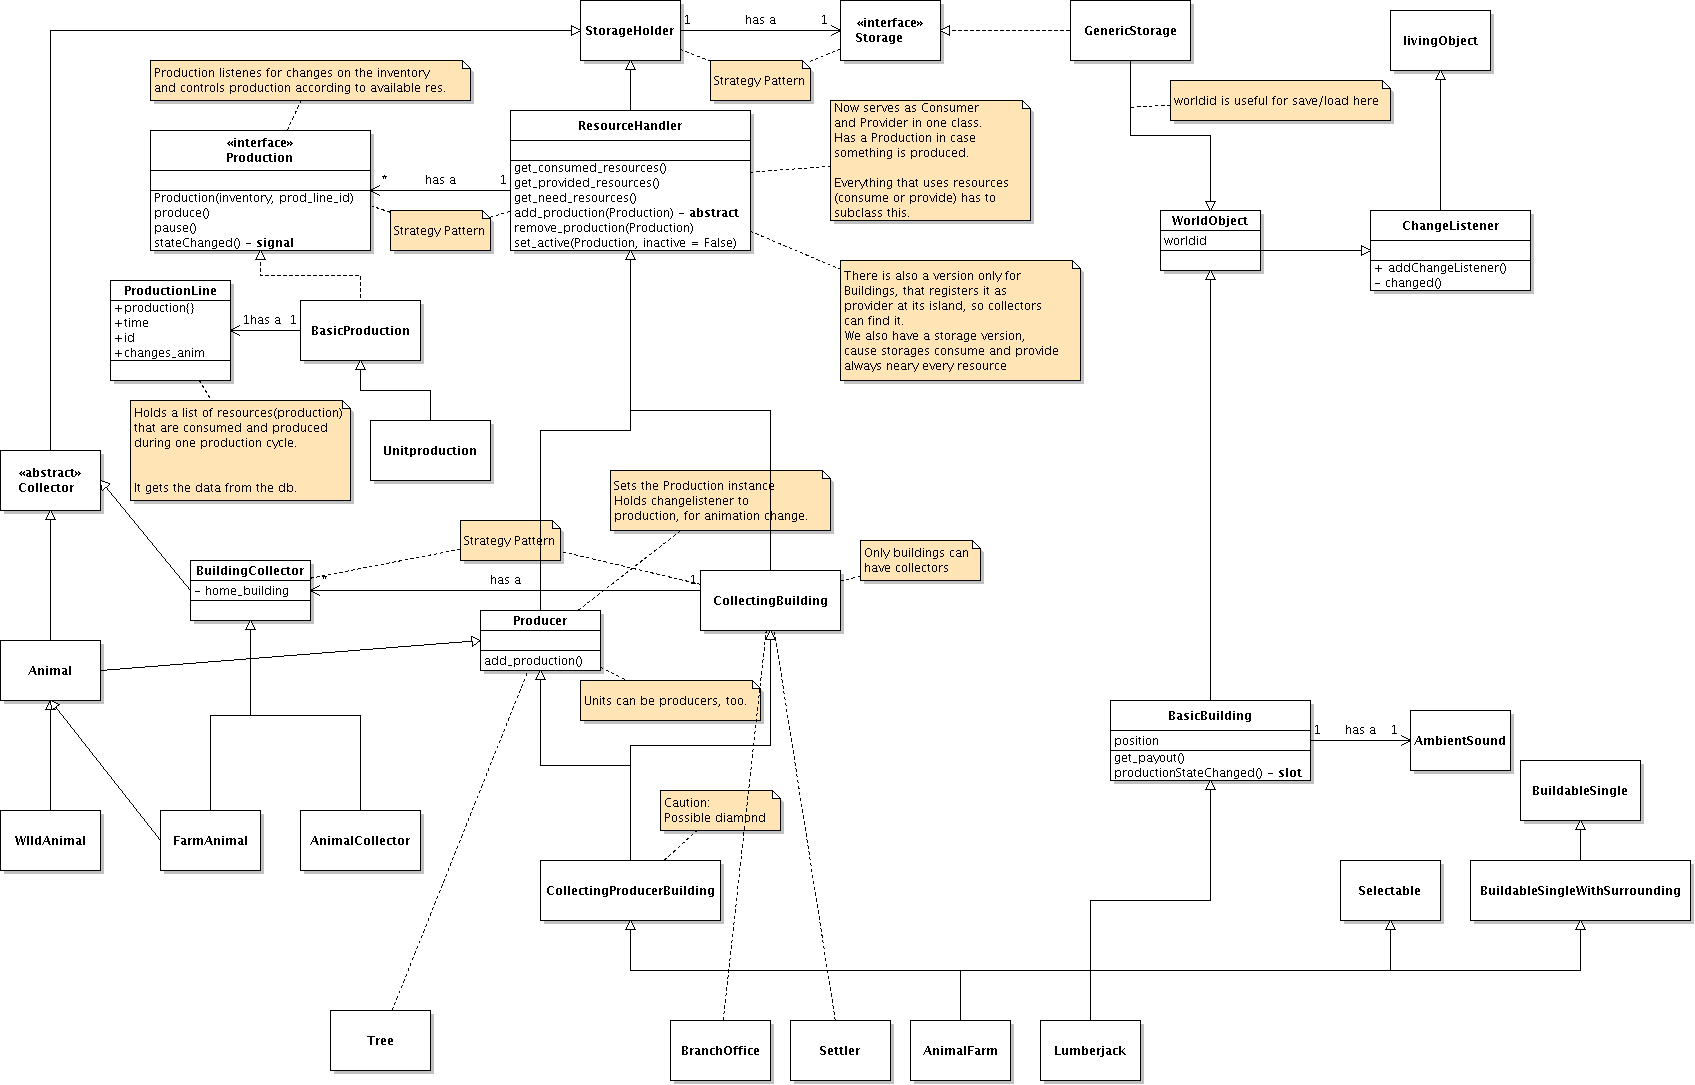 StorageHolder
1
has a
1
«interface»
Storage
GenericStorage
livingObject
Strategy Pattern
Production listenes for changes on the inventory
and controls production according to available res.
worldid is useful for save/load here
Now serves as Consumer
and Provider in one class.
Has a Production in case
something is produced.
Everything that uses resources
(consume or provide) has to
subclass this.
ResourceHandler
get_consumed_resources()
get_provided_resources()
get_need_resources()
add_production(Production) - abstract
remove_production(Production)
set_active(Production, inactive = False)
«interface»
Production
Production(inventory, prod_line_id)
produce()
pause()
stateChanged() - signal
*
has a
1
Strategy Pattern
WorldObject
worldid
ChangeListener
+ addChangeListener()
- changed()
There is also a version only for
Buildings, that registers it as
provider at its island, so collectors
can find it.
We also have a storage version,
cause storages consume and provide
always neary every resource
ProductionLine
+production{}
+time
+id
+changes_anim
1has a
1
BasicProduction
Holds a list of resources(production)
that are consumed and produced
during one production cycle.
It gets the data from the db.
Unitproduction
«abstract»
Collector
Sets the Production instance
Holds changelistener to
production, for animation change.
Strategy Pattern
Only buildings can
have collectors
BuildingCollector
- home_building
*
has a
1
CollectingBuilding
Producer
add_production()
Animal
Units can be producers, too.
BasicBuilding
position
get_payout()
productionStateChanged() - slot
1
has a
1
AmbientSound
BuildableSingle
Caution:
Possible diamond
WIldAnimal
FarmAnimal
AnimalCollector
CollectingProducerBuilding
Selectable
BuildableSingleWithSurrounding
Tree
BranchOffice
Settler
AnimalFarm
Lumberjack